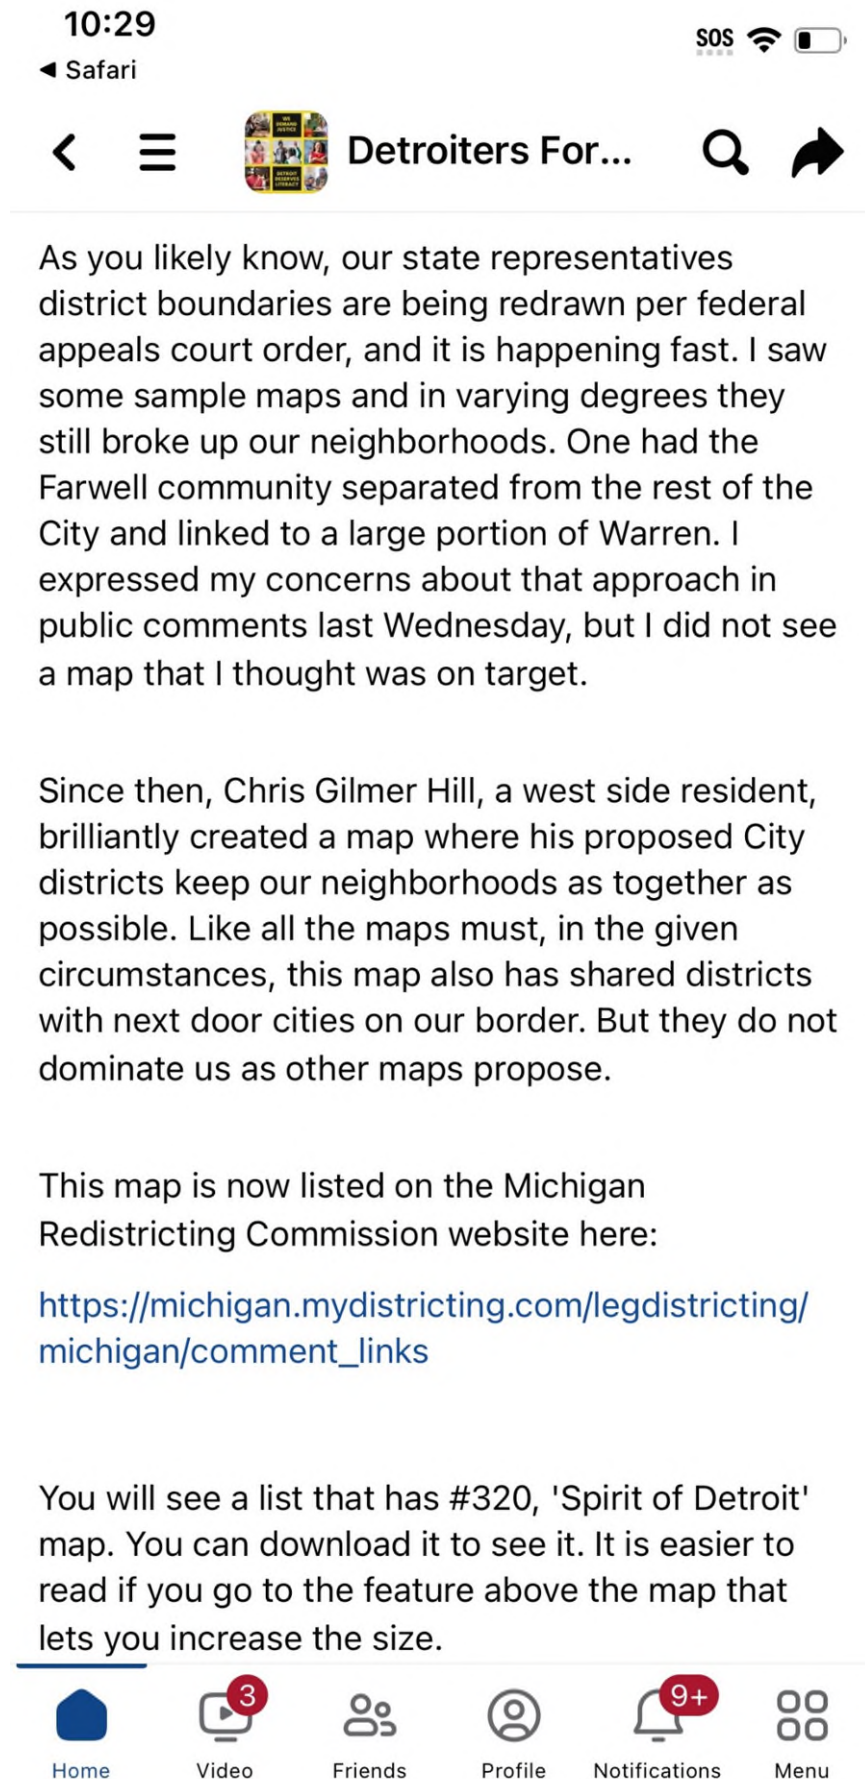 10:29
SOS
◀ Safari
Detroiters For...
As you likely know, our state representatives
district boundaries are being redrawn per federal
appeals court order, and it is happening fast. I saw
some sample maps and in varying degrees they
still broke up our neighborhoods. One had the
Farwell community separated from the rest of the
City and linked to a large portion of Warren. I
expressed my concerns about that approach in
public comments last Wednesday, but I did not see
a map that I thought was on target.
Since then, Chris Gilmer Hill, a west side resident,
brilliantly created a map where his proposed City
districts keep our neighborhoods as together as
possible. Like all the maps must, in the given
circumstances, this map also has shared districts
with next door cities on our border. But they do not
dominate us as other maps propose.
This map is now listed on the Michigan
Redistricting Commission website here:
https://michigan.mydistricting.com/legdistricting/
michigan/comment_links
You will see a list that has #320, 'Spirit of Detroit'
map. You can download it to see it. It is easier to
read if you go to the feature above the map that
lets you increase the size.
3
9+
Home Video Friends Profile Notifications Menu